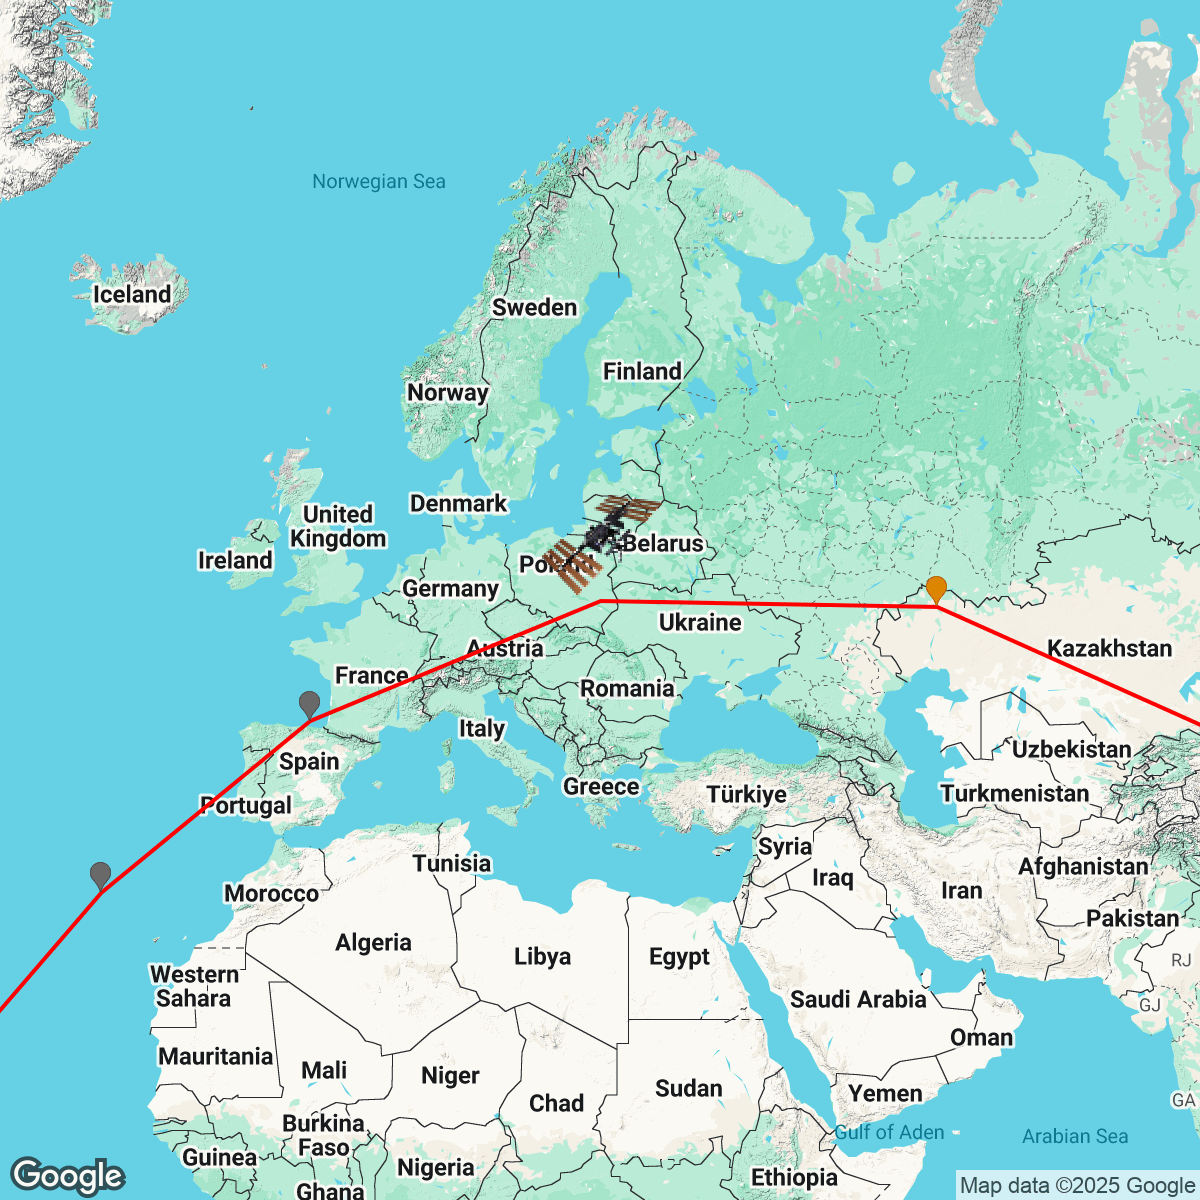 Norwegian Sea
Iceland
Sweden
Finland
Norway
Denmark
United
Kingdom
Ireland
Belarus
Poland
Germany
Ukraine
Austria
Kazakhstan
France
Romania
Italy
Spain
Uzbekistan
Greece
Türkiye
Turkmenistan
Portugal
Syria
Tunisia
Afghanistan
Iraq
Iran
Morocco
Pakistan
Algeria
Libya
Egypt
RJ
Western
Sahara
Saudi Arabia
GJ
Oman
Mauritania
Mali
Niger
Sudan
Yemen
Chad
GA
Burkina
Faso
Gulf of Aden
Arabian Sea
Guinea
Nigeria
Ethiopia
Ghana
Google
Map data ©2025 Google